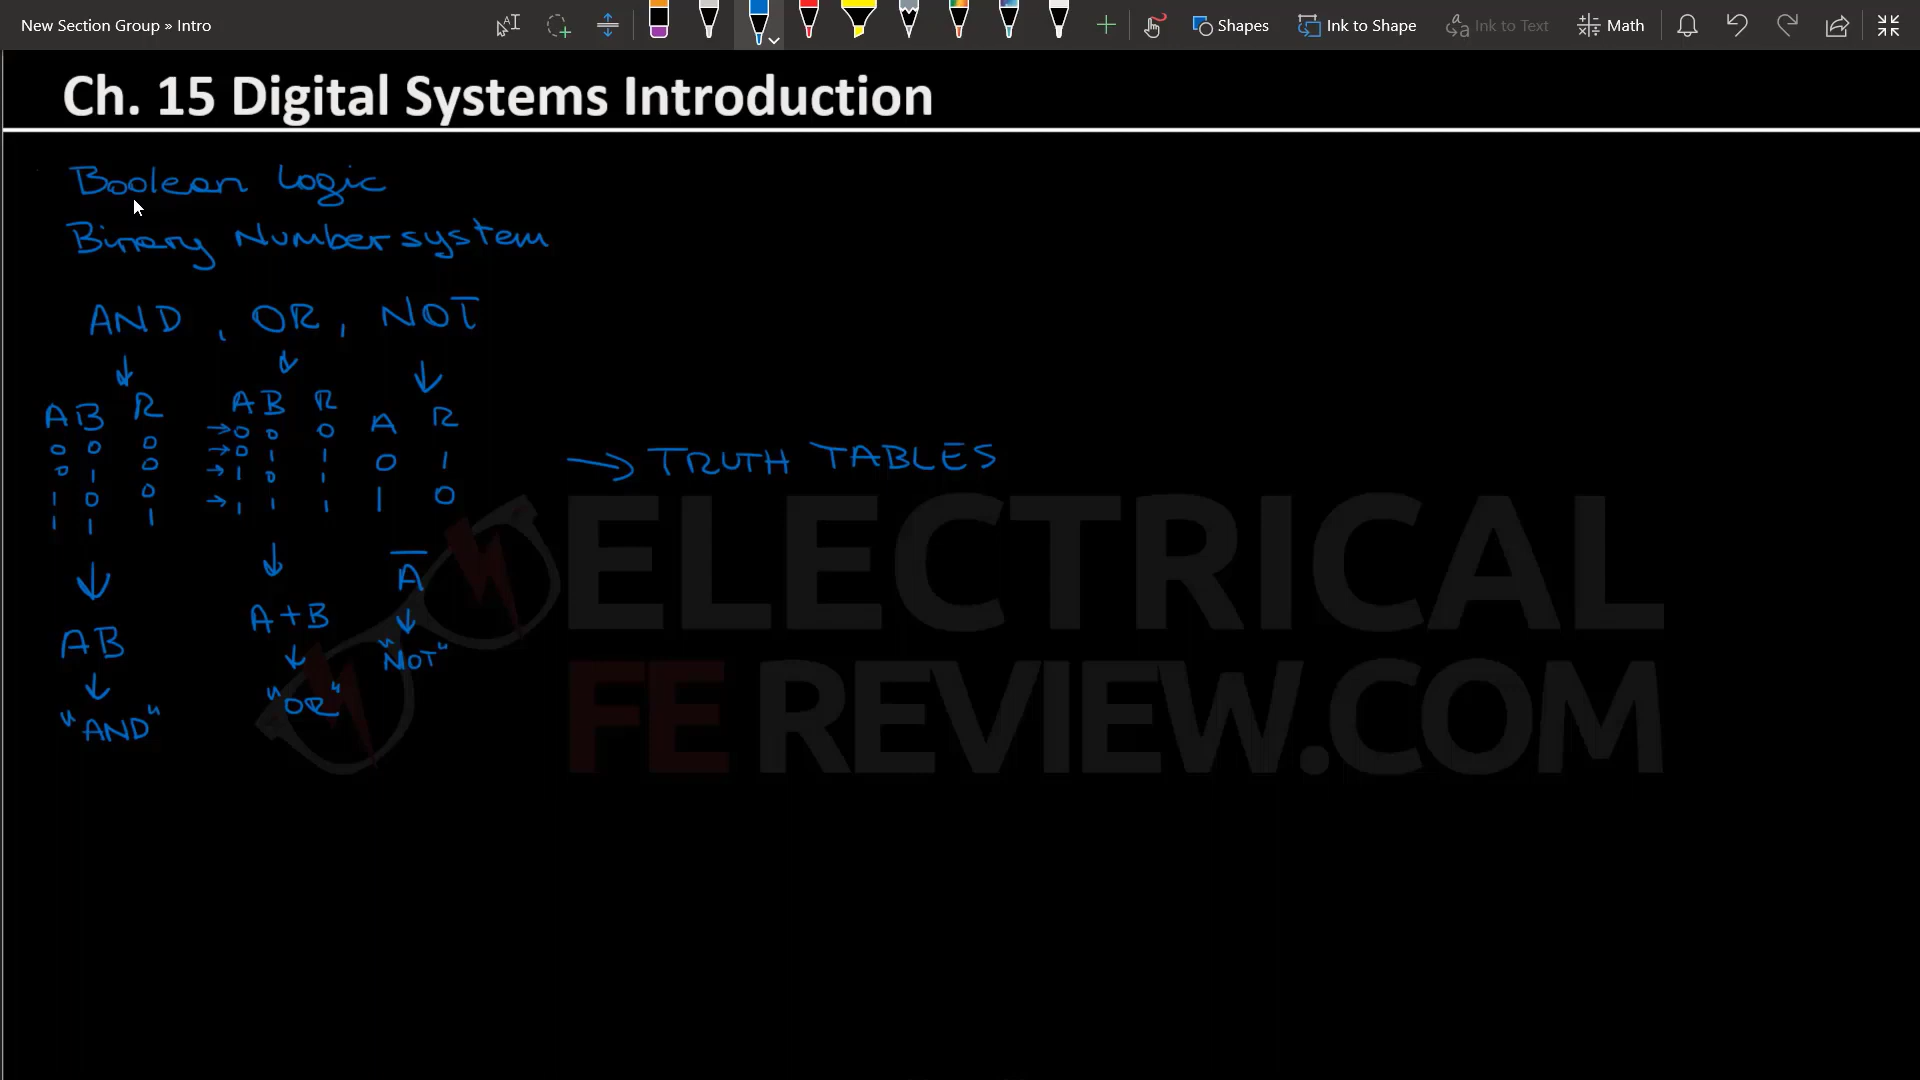 New Section Group » Intro
Shapes
Ink to Shape
Ink to Text
Math
Ch. 15 Digital Systems Introduction
Boolean Logic
Binary Number system
AND , OR , NOT
A B R
0 0 0
0 1 0
1 0 0
1 1 1
AB
"AND"
A B R
→ 0 0 0
→ 0 1 1
→ 1 0 1
→ 1 1 1
A+B
"OR"
A R
0 1
1 0
A̅
"NOT"
→ TRUTH TABLES
ELECTRICAL
FE REVIEW.COM